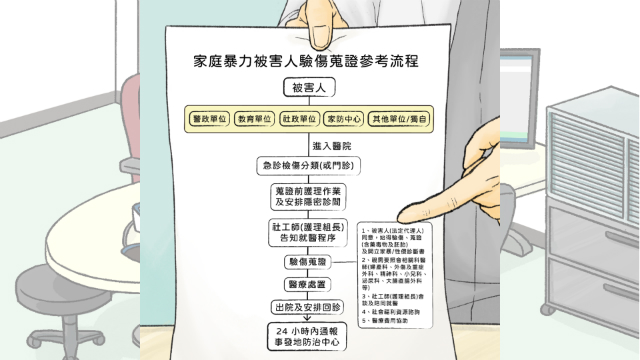 家庭暴力被害人驗傷蒐證參考流程
被害人
警政單位 教育單位 社政單位 家防中心 其他單位/獨自
進入醫院
急診檢傷分類(或門診)
蒐證前護理作業
及安排隱密診間
社工師(護理組長)
告知就醫程序
驗傷蒐證
醫療處置
出院及安排回診
24 小時內通報
事發地防治中心
1、被害人(法定代理人)
同意，始得驗傷、蒐證
(含藥毒物及胚胎)
及開立家暴/性侵診斷書
2、視需要照會相關科醫
師(婦產科、外傷及重症
外科、精神科、小兒科、
泌尿科、大腸直腸外科
等)
3、社工師(護理組長)會
談及陪同就醫
4、社會福利資源諮詢
5、醫療費用協助